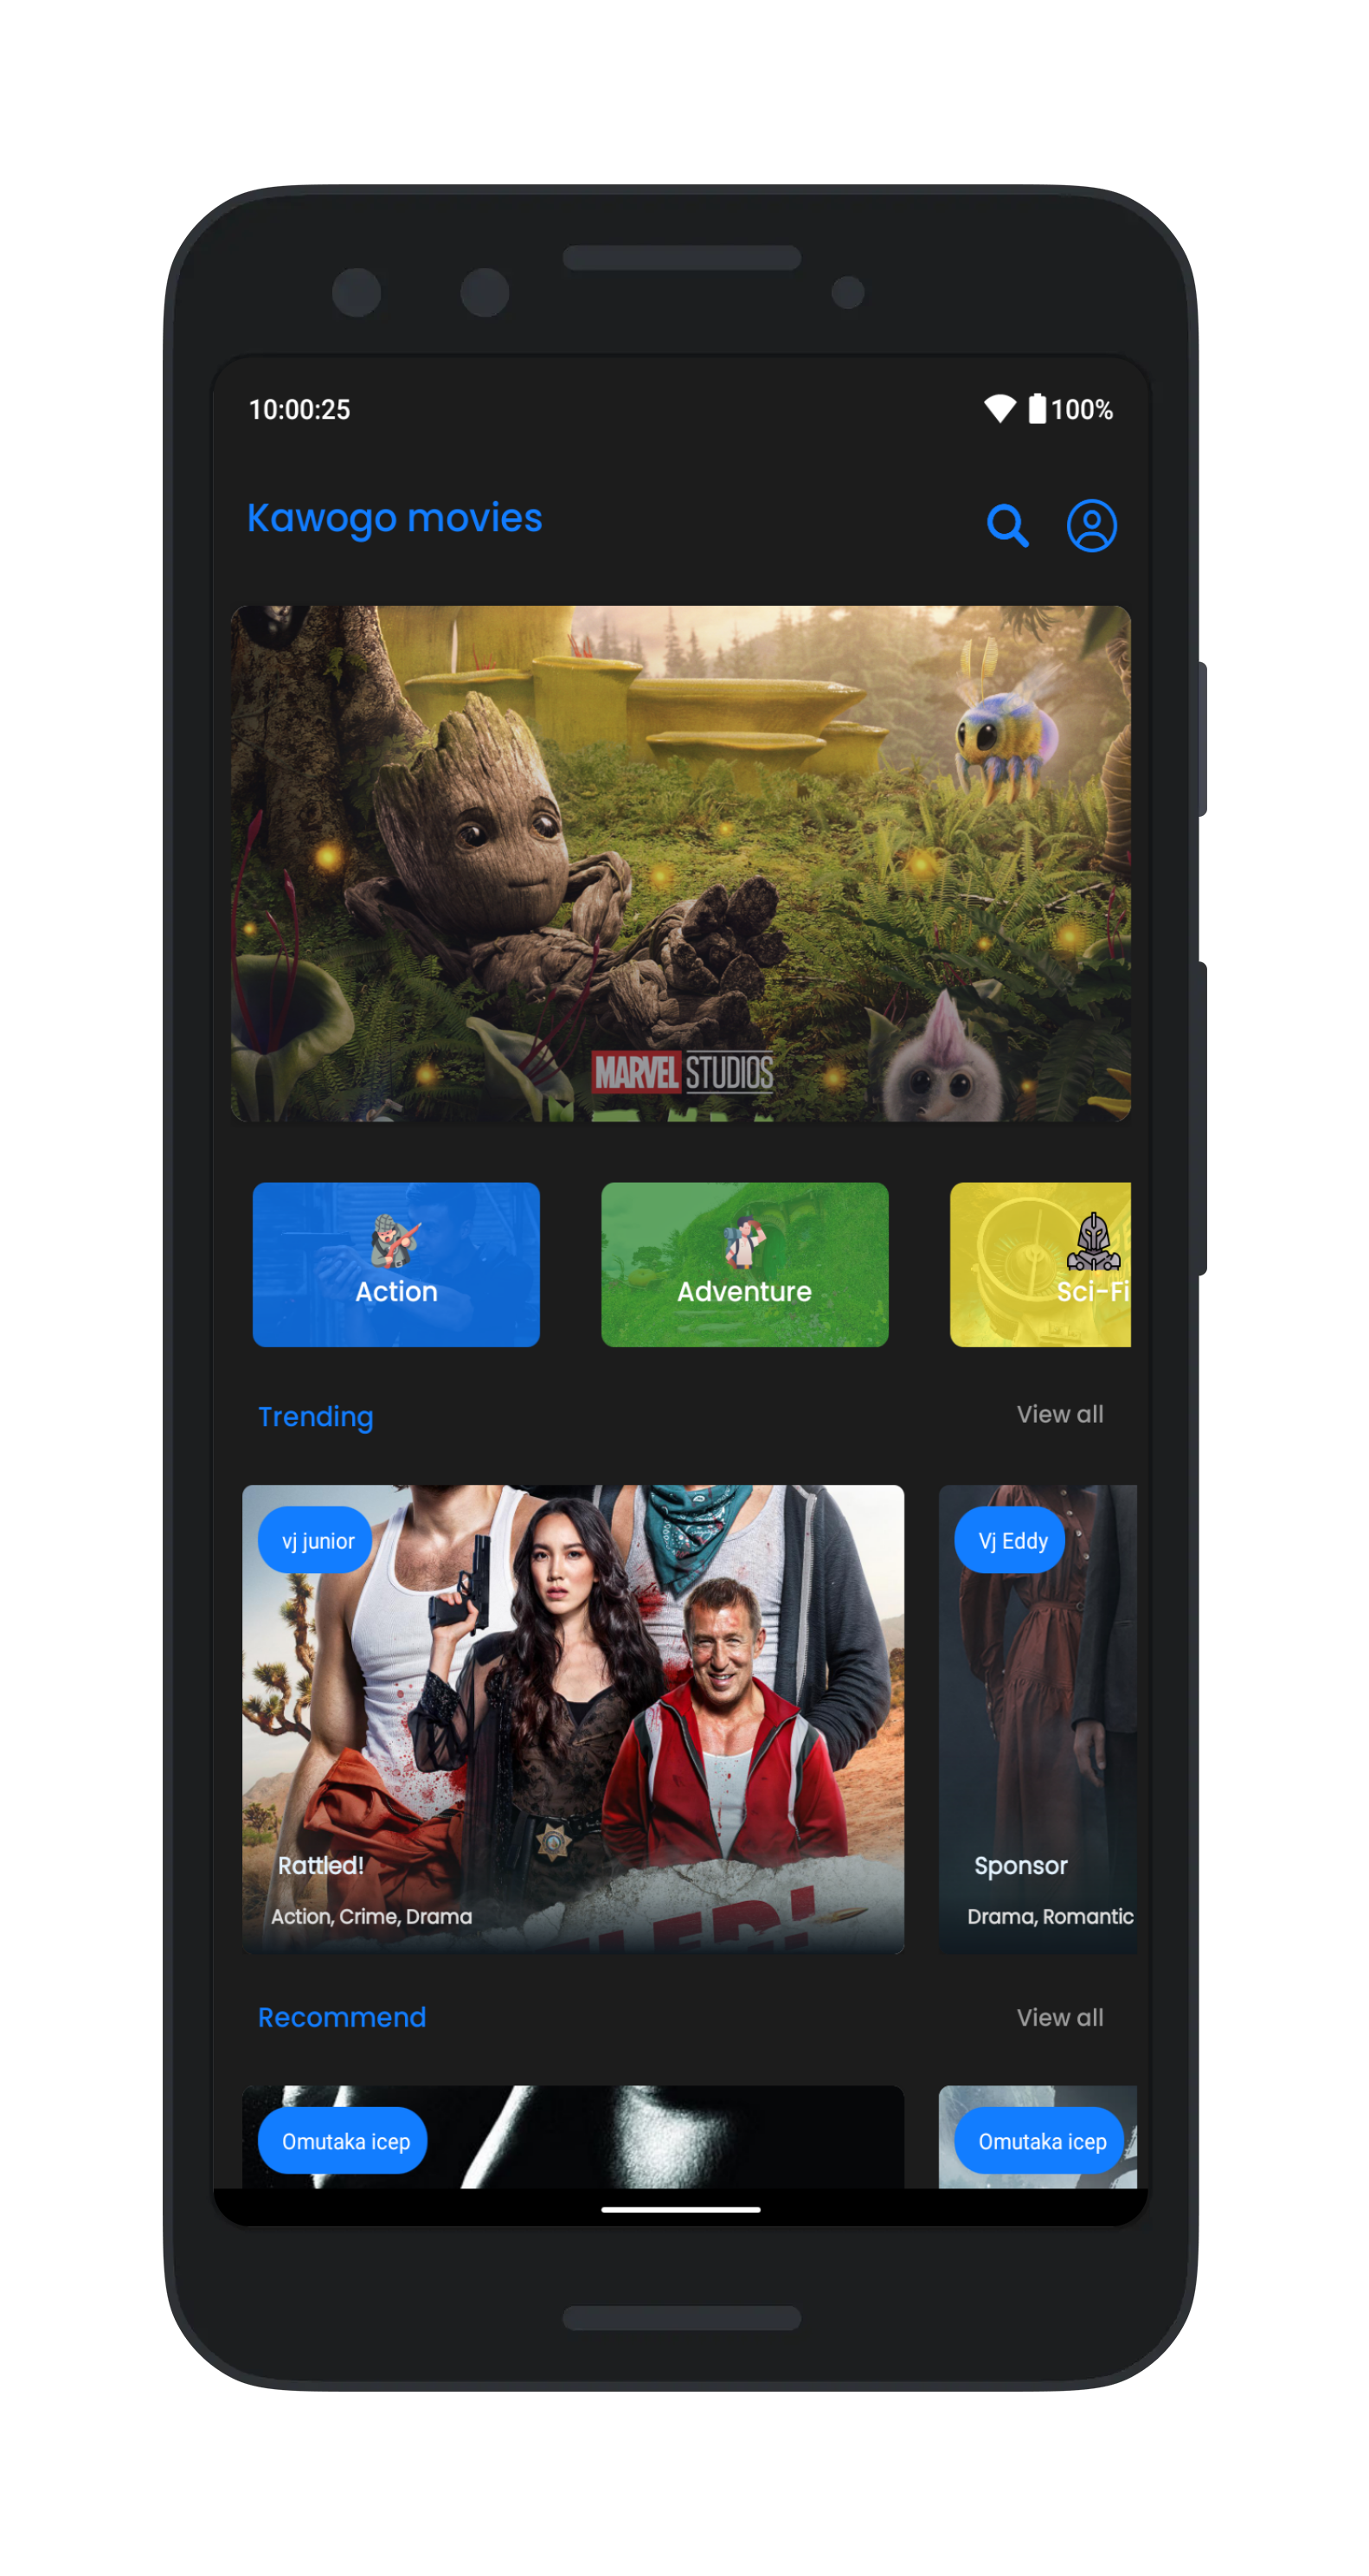 10:00:25 100%
Kawogo movies
MARVEL STUDIOS
Action
Adventure
Sci-Fi
Trending View all
vj junior
Rattled!
Action, Crime, Drama
Vj Eddy
Sponsor
Drama, Romantic
Recommend View all
Omutaka icep
Omutaka icep